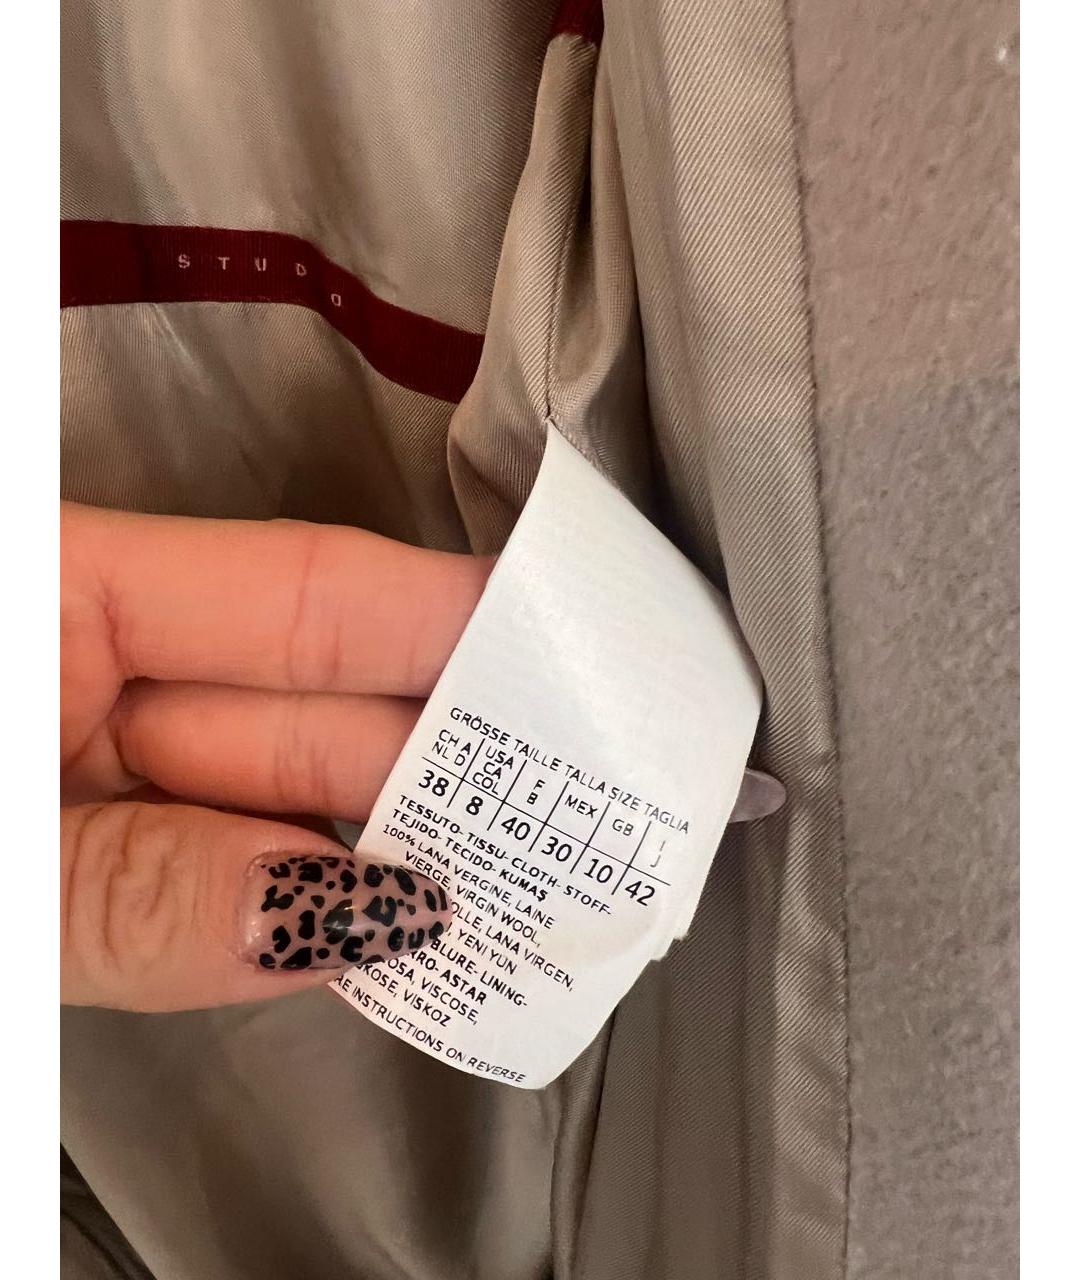 S T U D O
GRÖSSE TAILLE TALLA SIZE TAGLIA
CH A NL D USA CA COL F B MEX GB I J
38 8 40 30 10 42
TESSUTO- TISSU- CLOTH- STOFF-
TEJIDO- TECIDO- KUMAŞ
100% LANA VERGINE, LAINE
VIERGE, VIRGIN WOOL,
LANA VIRGEN,
YENI YÜN
LINING-
ASTAR
VISCOSE,
VISKOZ
INSTRUCTIONS ON REVERSE